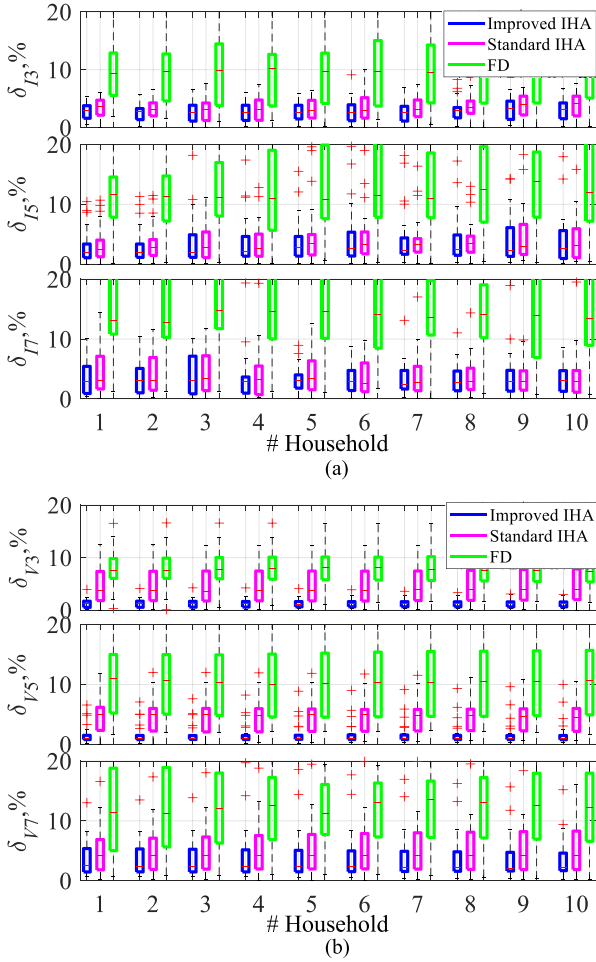 20
10
0
δI3,%
Improved IHA
Standard IHA
FD
20
10
0
δI5,%
20
10
0
δI7,%
1 2 3 4 5 6 7 8 9 10
# Household
(a)
20
10
0
δV3,%
Improved IHA
Standard IHA
FD
20
10
0
δV5,%
20
10
0
δV7,%
1 2 3 4 5 6 7 8 9 10
# Household
(b)